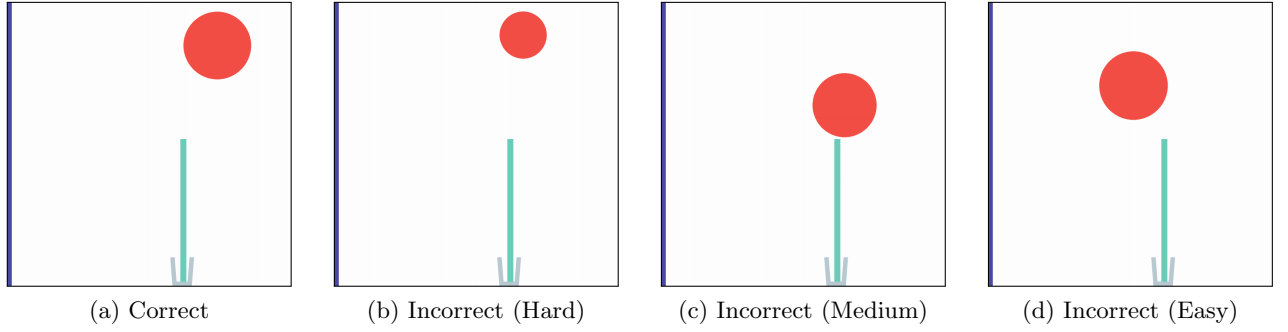 (a) Correct
(b) Incorrect (Hard)
(c) Incorrect (Medium)
(d) Incorrect (Easy)